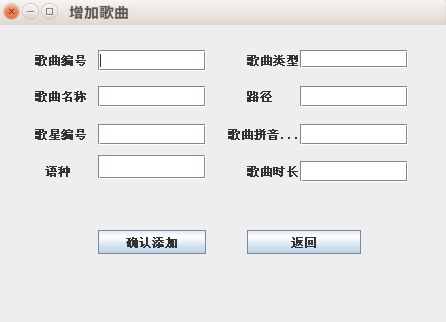 增加歌曲
歌曲编号 歌曲类型
歌曲名称 路径
歌星编号 歌曲拼音...
语种 歌曲时长
确认添加 返回